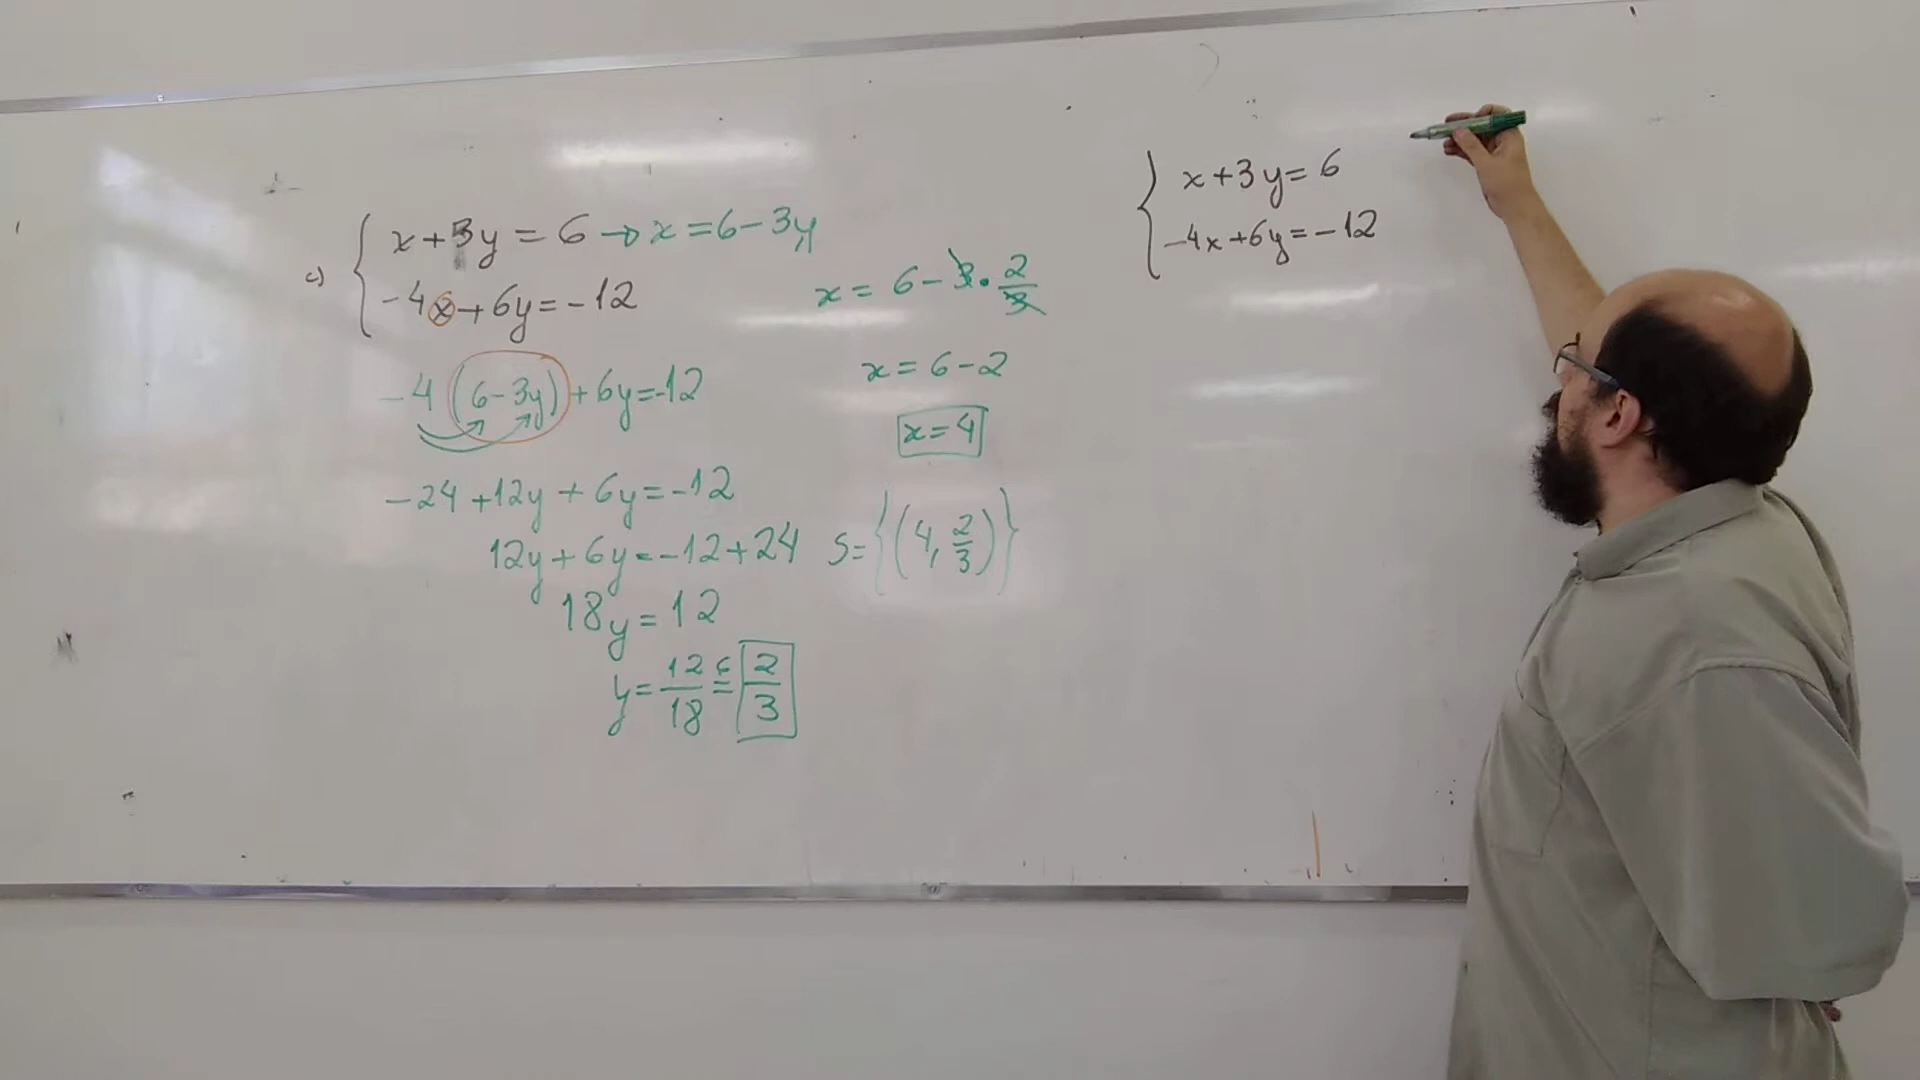 c) { x + 3y = 6 → x = 6 - 3y
-4x + 6y = -12
-4 (6 - 3y) + 6y = -12
-24 + 12y + 6y = -12
12y + 6y = -12 + 24
18y = 12
y = 12/18 = 2/3
x = 6 - 3 · 2/3
x = 6 - 2
x = 4
S = {(4, 2/3)}
{ x + 3y = 6
-4x + 6y = -12